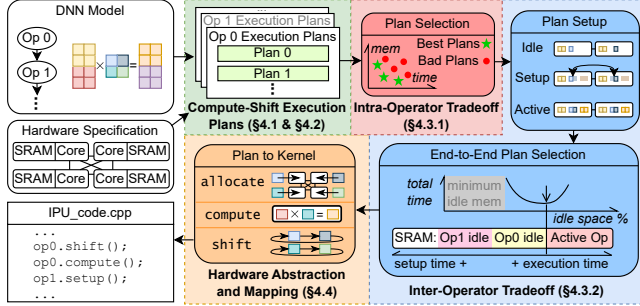 DNN Model
Op 0
Op 1
...
×
=
Hardware Specification
SRAM Core Core SRAM
SRAM Core Core SRAM
Op 1 Execution Plans
Op 0 Execution Plans
Plan 0
Plan 1
...
Compute-Shift Execution
Plans (§4.1 & §4.2)
Plan Selection
mem
Best Plans
Bad Plans
time
Intra-Operator Tradeoff
(§4.3.1)
Plan Setup
Idle
Setup
Active
End-to-End Plan Selection
total
time
minimum
idle mem
idle space %
SRAM: Op1 idle Op0 idle Active Op
setup time + + execution time
Inter-Operator Tradeoff (§4.3.2)
Plan to Kernel
allocate
compute
× =
shift
Hardware Abstraction
and Mapping (§4.4)
IPU_code.cpp
...
op0.shift();
op0.compute();
op1.setup();
...